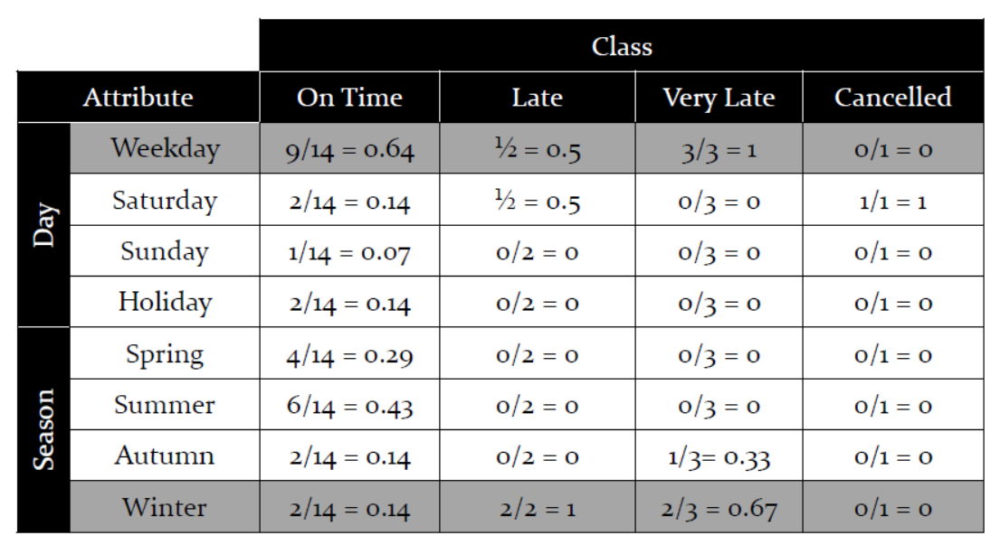 Class
Attribute On Time Late Very Late Cancelled
Day
Weekday 9/14 = 0.64 ½ = 0.5 3/3 = 1 0/1 = 0
Saturday 2/14 = 0.14 ½ = 0.5 0/3 = 0 1/1 = 1
Sunday 1/14 = 0.07 0/2 = 0 0/3 = 0 0/1 = 0
Holiday 2/14 = 0.14 0/2 = 0 0/3 = 0 0/1 = 0
Season
Spring 4/14 = 0.29 0/2 = 0 0/3 = 0 0/1 = 0
Summer 6/14 = 0.43 0/2 = 0 0/3 = 0 0/1 = 0
Autumn 2/14 = 0.14 0/2 = 0 1/3= 0.33 0/1 = 0
Winter 2/14 = 0.14 2/2 = 1 2/3 = 0.67 0/1 = 0